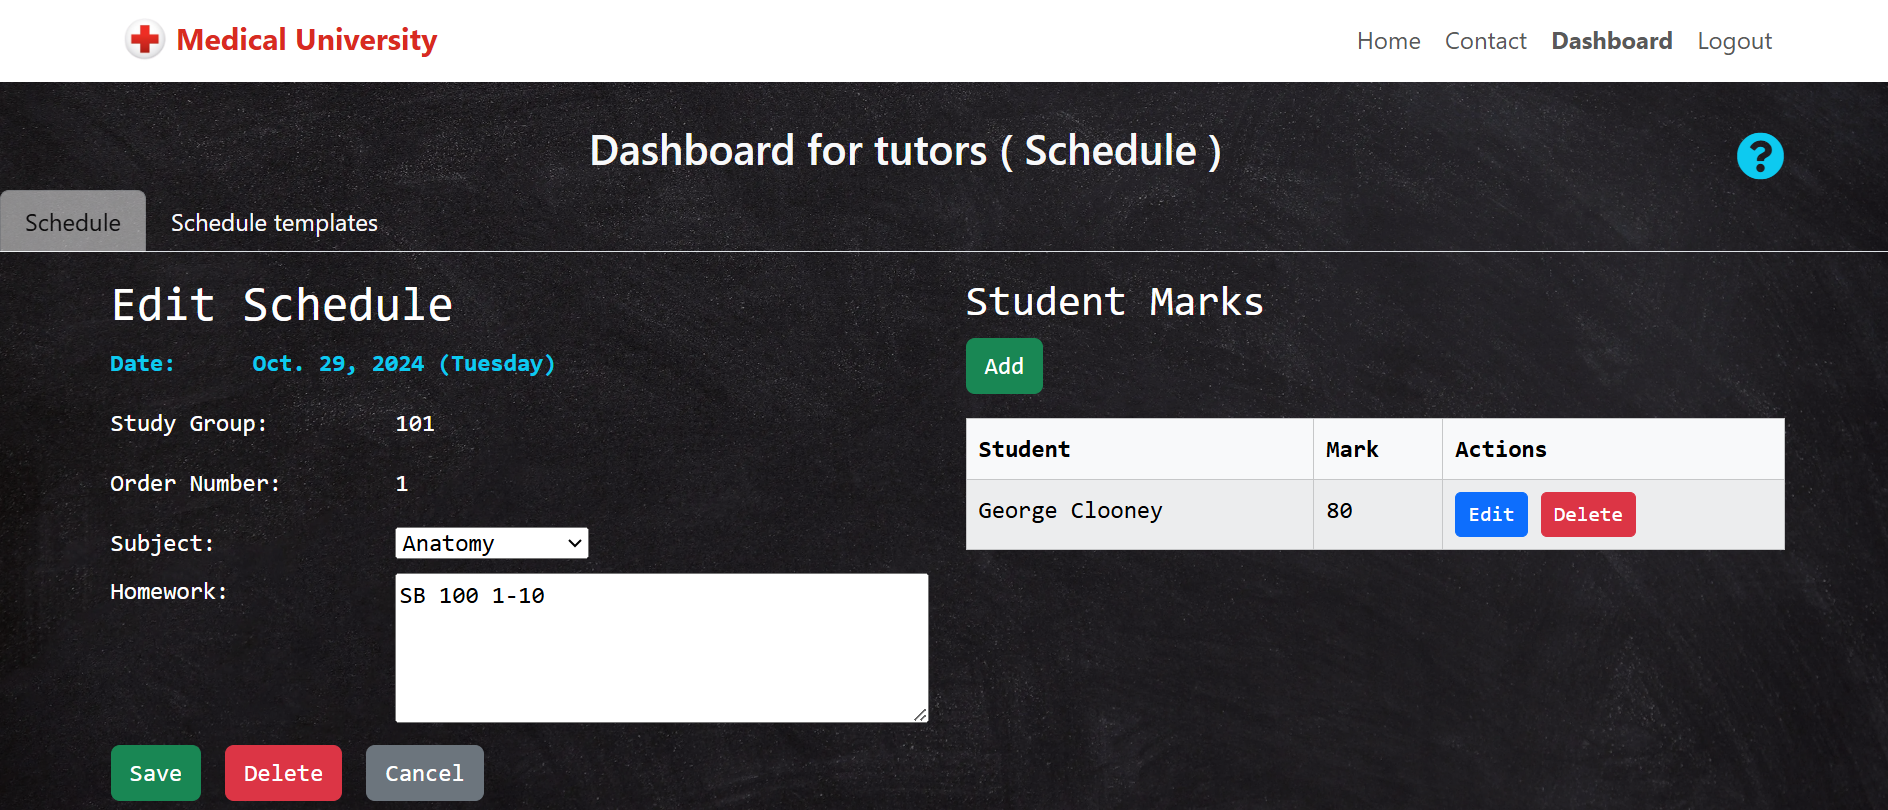 Medical University
Home Contact Dashboard Logout
Dashboard for tutors ( Schedule )
?
Schedule Schedule templates
Edit Schedule
Date: Oct. 29, 2024 (Tuesday)
Study Group: 101
Order Number: 1
Subject: Anatomy
Homework: SB 100 1-10
Save Delete Cancel
Student Marks
Add
Student Mark Actions
George Clooney 80 Edit Delete